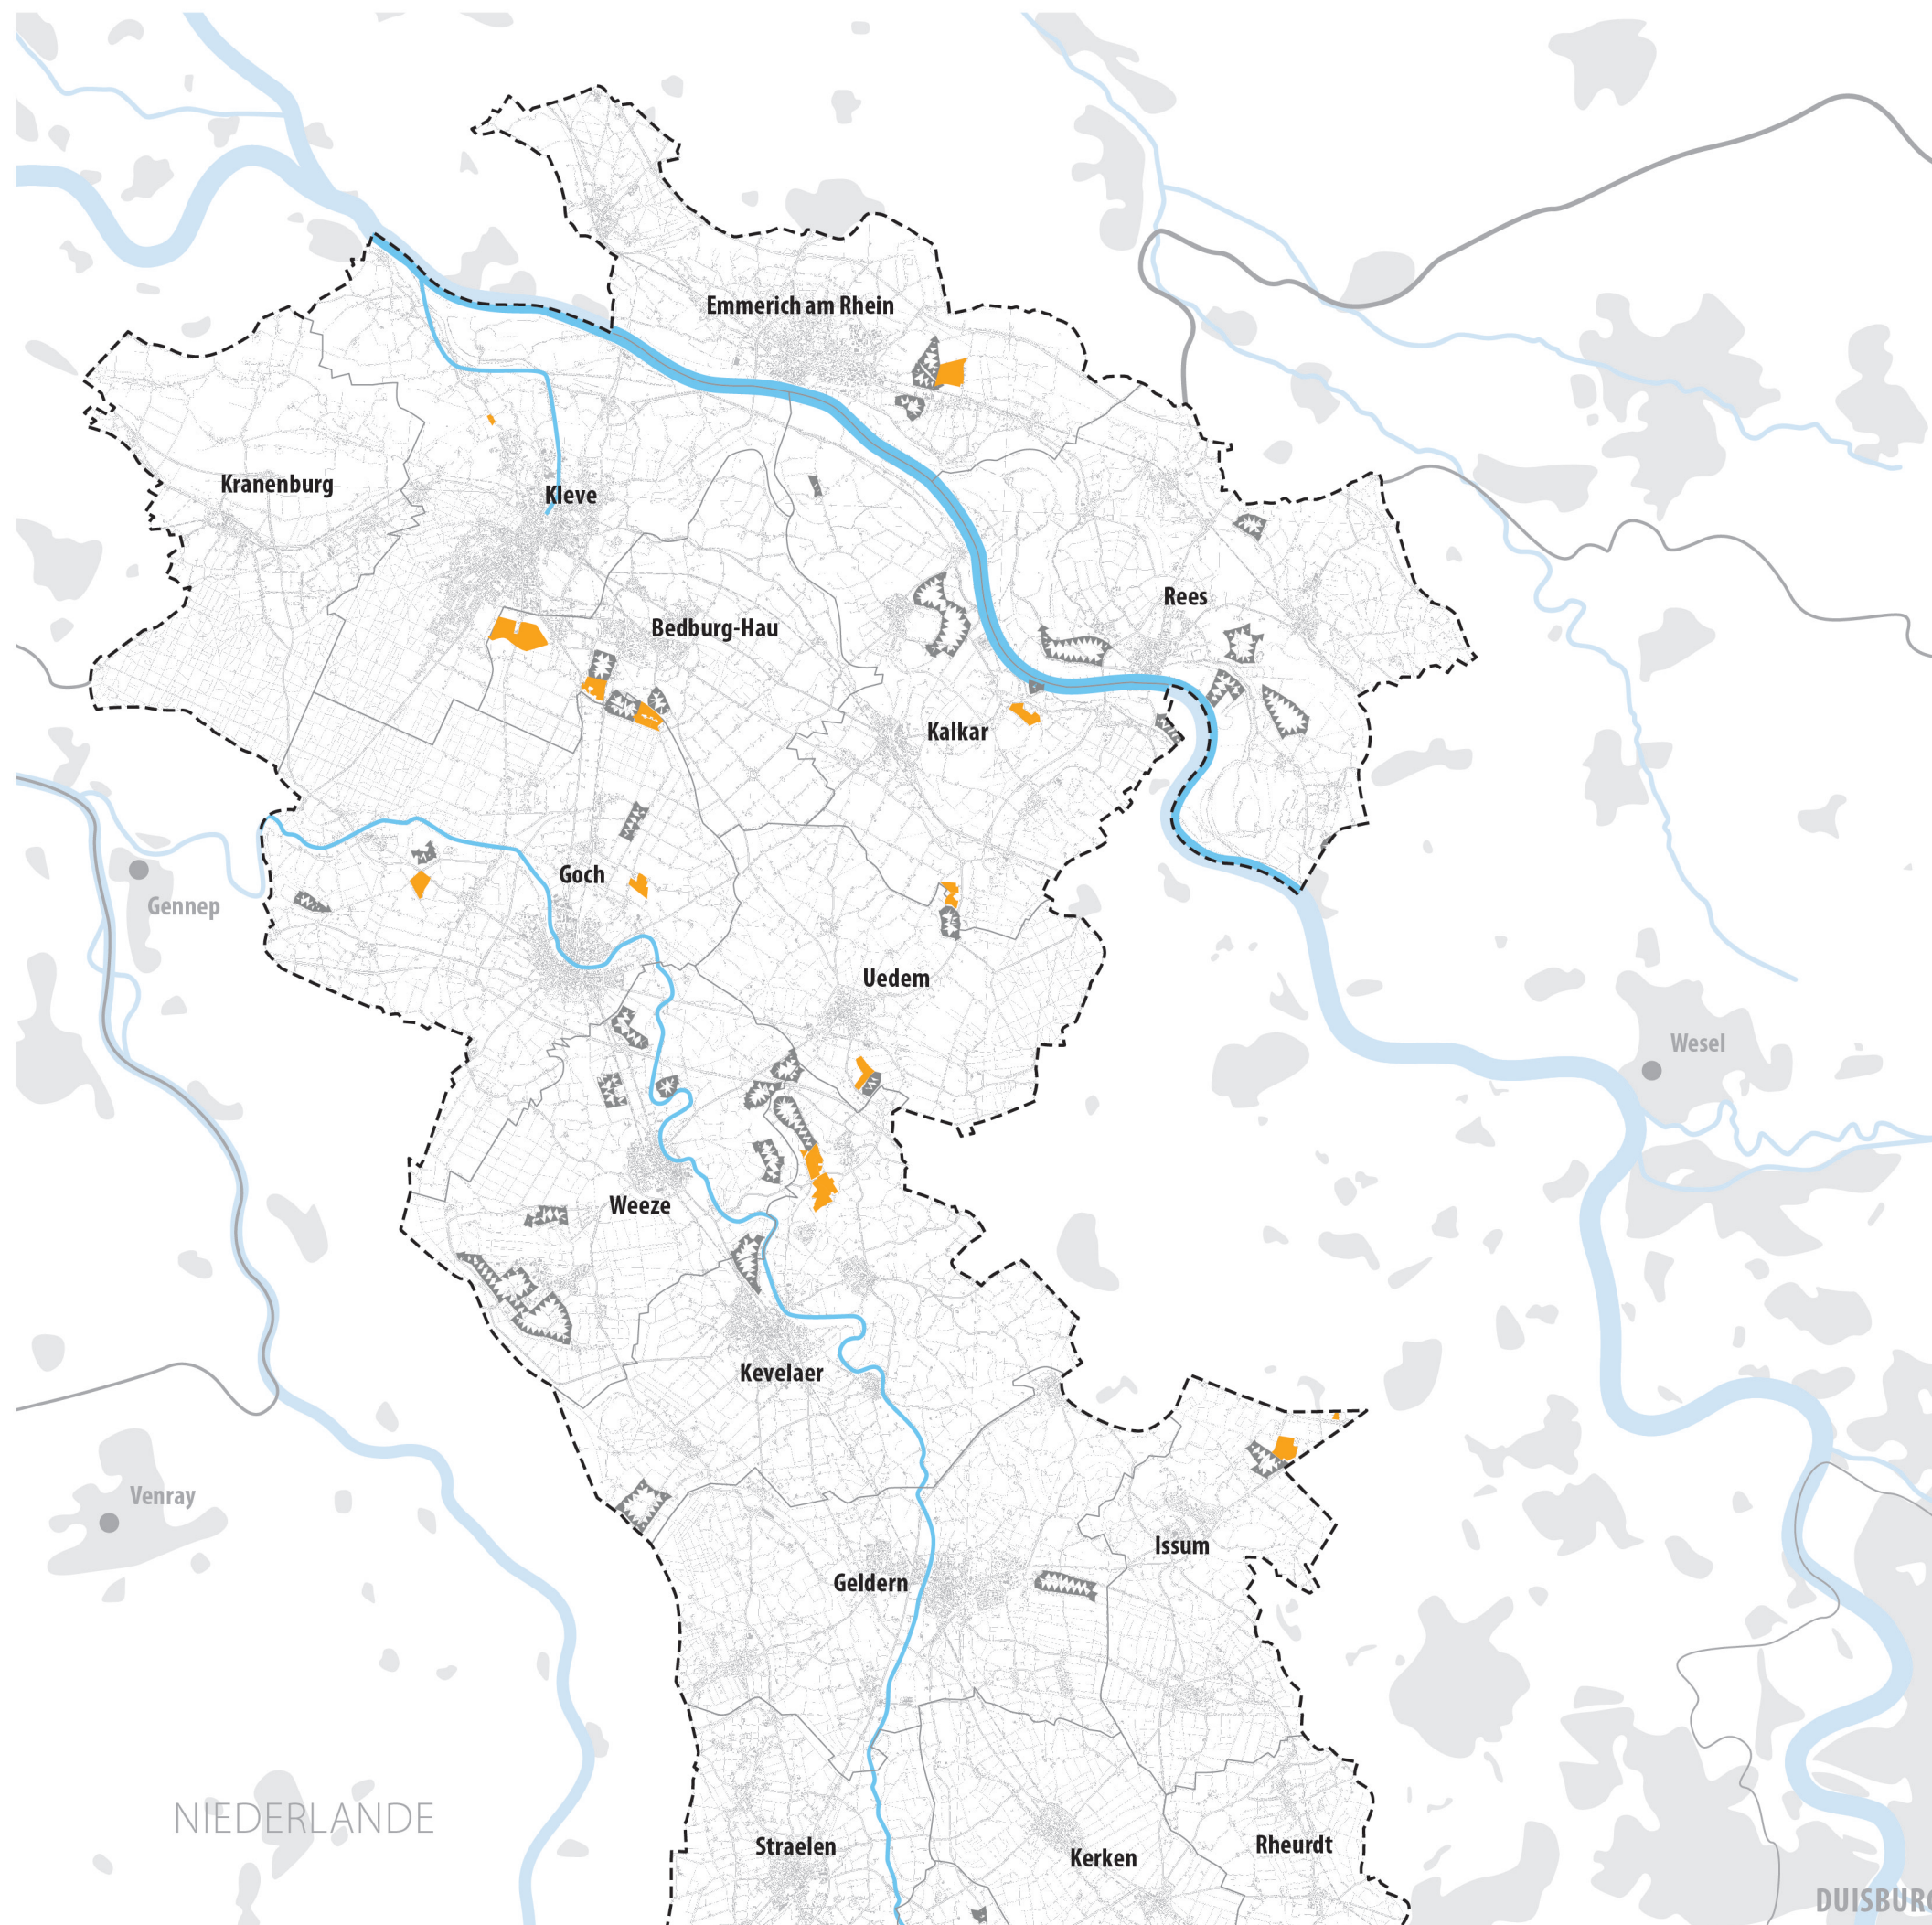 Emmerich am Rhein
Kranenburg
Kleve
Rees
Bedburg-Hau
Kalkar
Goch
Gennep
Uedem
Wesel
Weeze
Kevelaer
Venray
Issum
Geldern
NIEDERLANDE
Straelen
Kerken
Rheurdt
DUISBURG